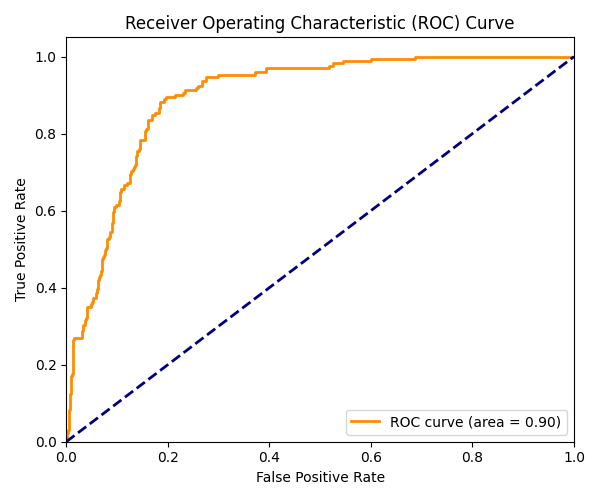 Receiver Operating Characteristic (ROC) Curve
1.0
0.8
0.6
0.4
0.2
0.0
True Positive Rate
ROC curve (area = 0.90)
0.0 0.2 0.4 0.6 0.8 1.0
False Positive Rate